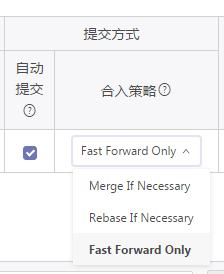 提交方式
自动
提交
合入策略
Fast Forward Only
Merge If Necessary
Rebase If Necessary
Fast Forward Only